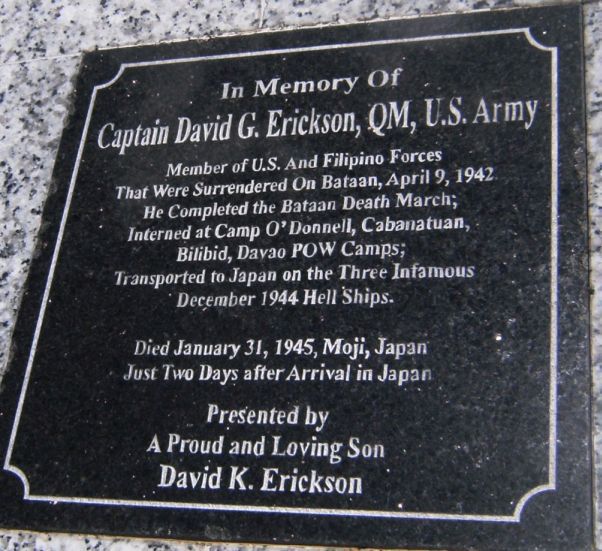 In Memory Of
Captain David G. Erickson, QM, U.S. Army
Member of U.S. And Filipino Forces
That Were Surrendered On Bataan, April 9, 1942
He Completed the Bataan Death March;
Interned at Camp O'Donnell, Cabanatuan,
Bilibid, Davao POW Camps;
Transported to Japan on the Three Infamous
December 1944 Hell Ships.
Died January 31, 1945, Moji, Japan
Just Two Days after Arrival in Japan
Presented by
A Proud and Loving Son
David K. Erickson